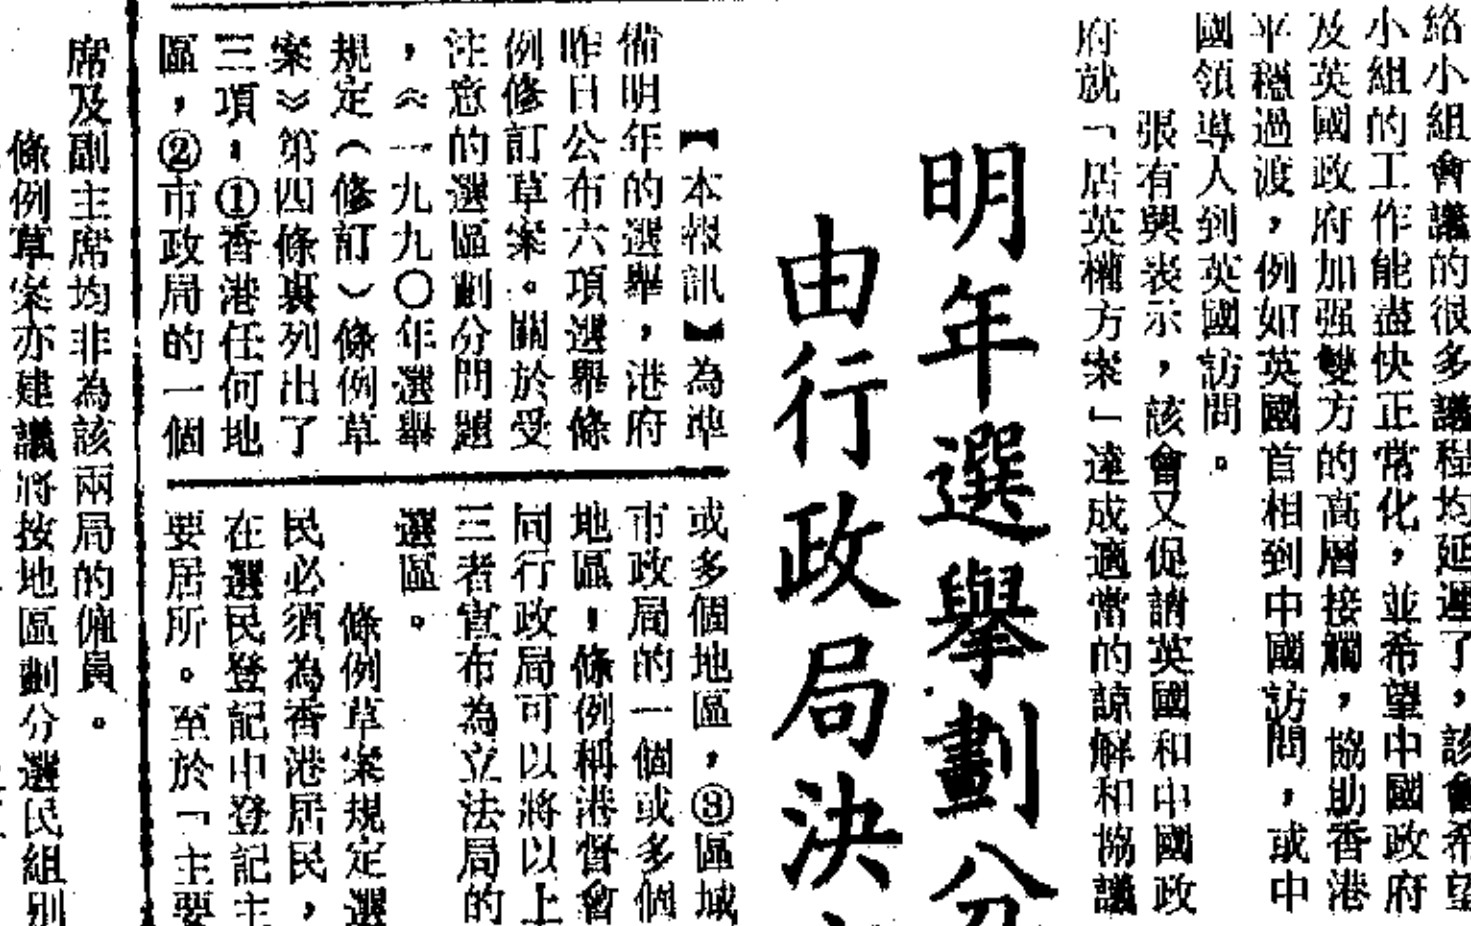 絡小組會議的很多議程均延遲了，該會希望
小組的工作能盡快正常化，並希望中國政府
及英國政府加强雙方的高層接觸，協助香港
平穩過渡，例如英國首相到中國訪問，或中
國領導人到英國訪問。
張有興表示，該會又促請英國和中國政
府就「居英權方案」達成適當的諒解和協議
明年選舉劃分
由行政局決
【本報訊】為準
備明年的選舉，港府
昨日公布六項選舉條
例修訂草案。關於受
注意的選區劃分問題
，《一九九〇年選舉
規定（修訂）條例草
案》第四條裏列出了
三項：①香港任何地
區，②市政局的一個
或多個地區，③區域
市政局的一個或多個
地區，條例稱港督會
同行政局可以將以上
三者宣布為立法局的
選區。
條例草案規定選
民必須為香港居民，
在選民登記中登記主
要居所。至於「主要
席及副主席均非為該兩局的僱員。
條例草案亦建議將按地區劃分選民組別